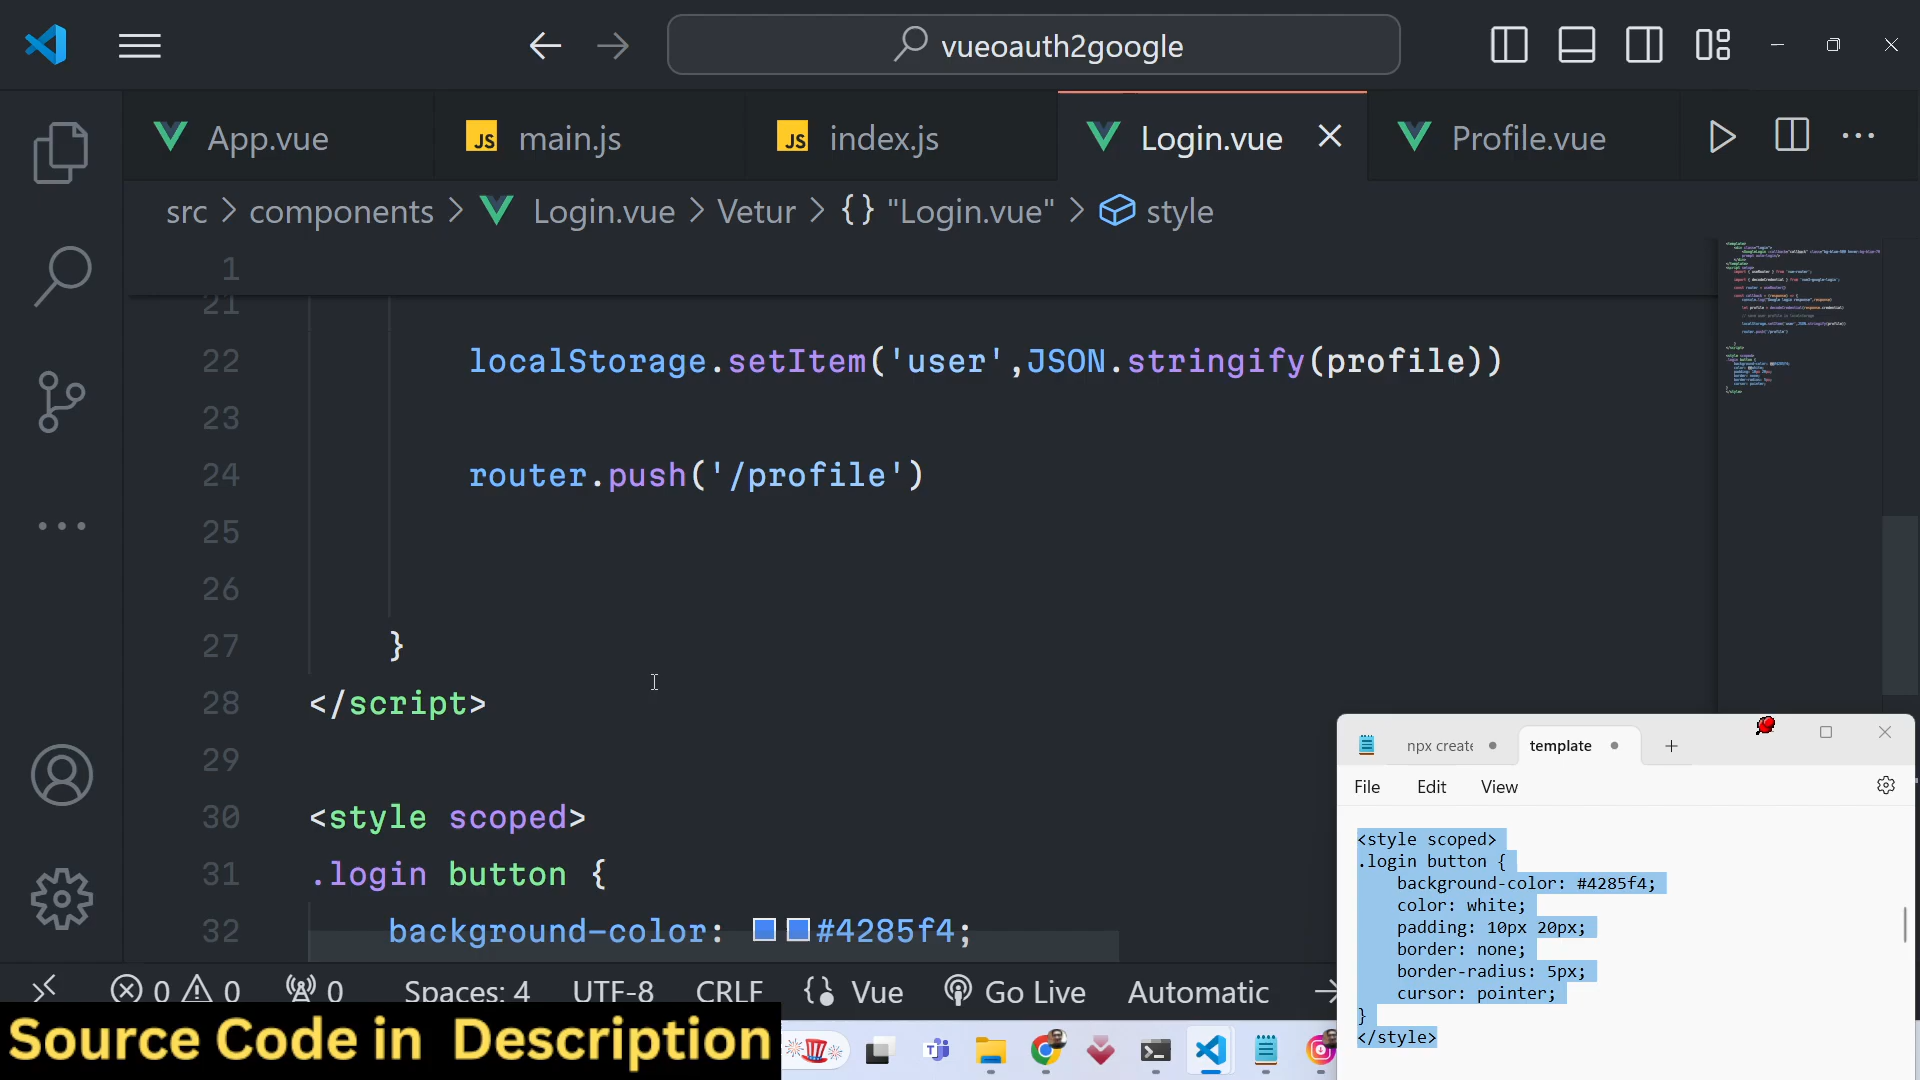 vueoauth2google
App.vue
JS main.js
JS index.js
Login.vue
Profile.vue
src > components > Login.vue > Vetur > {} "Login.vue" > style
1
21
22 localStorage.setItem('user',JSON.stringify(profile))
23
24 router.push('/profile')
25
26
27 }
28 </script>
29
30 <style scoped>
31 .login button {
32 background-color: #4285f4;
0 0 0 Spaces: 4 UTF-8 CRLF Vue Go Live Automatic
npx create
template
File Edit View
<style scoped>
.login button {
background-color: #4285f4;
color: white;
padding: 10px 20px;
border: none;
border-radius: 5px;
cursor: pointer;
}
</style>
Source Code in Description